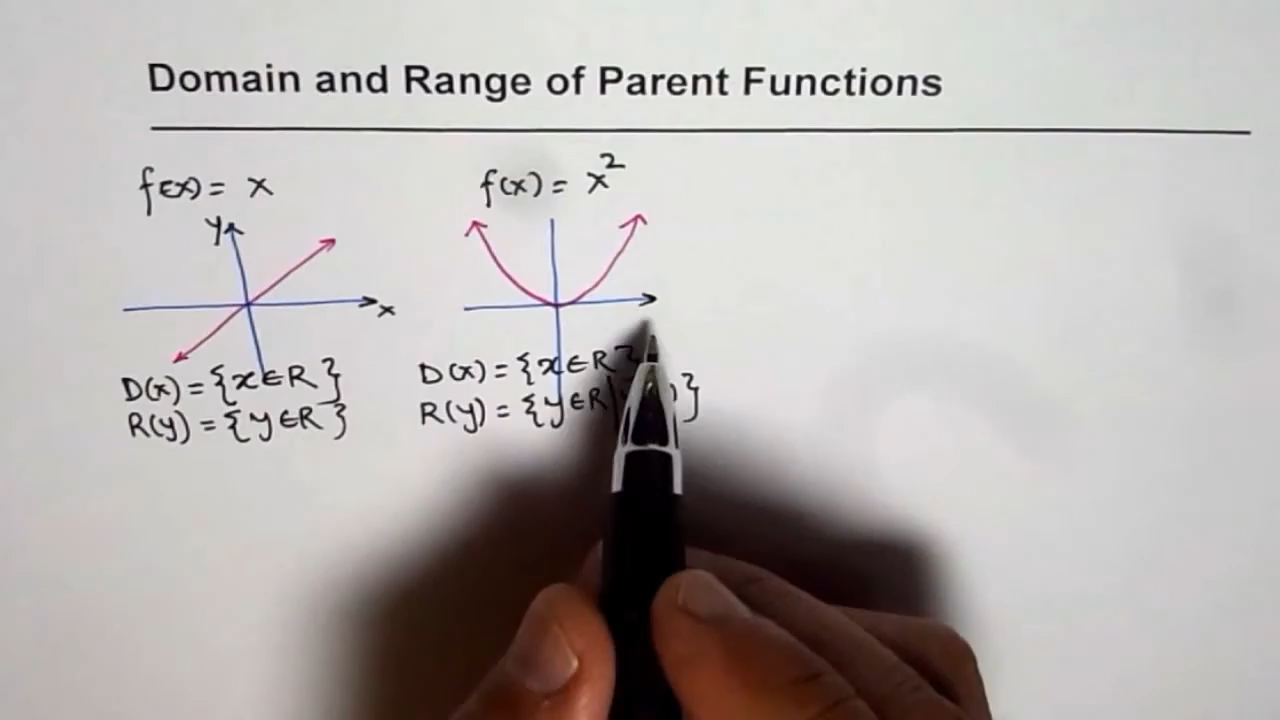 Domain and Range of Parent Functions
f(x) = x
y
x
D(x) = {x∈R}
R(y) = {y∈R}
f(x) = x²
D(x) = {x∈R}
R(y) = {y∈R| }